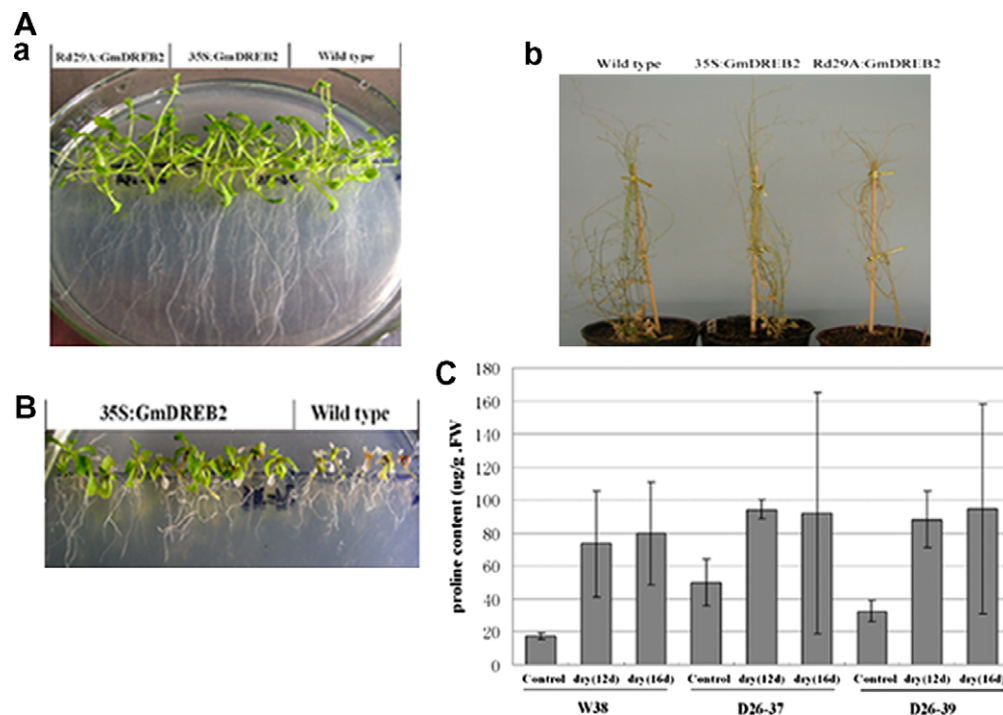 A
a
Rd29A:GmDREB2 35S:GmDREB2 Wild type
b
Wild type 35S:GmDREB2 Rd29A:GmDREB2
B
35S:GmDREB2 Wild type
C
proline content (ug/g .FW)
180
160
140
120
100
80
60
40
20
0
Control dry(12d) dry(16d) Control dry(12d) dry(16d) Control dry(12d) dry(16d)
W38 D26-37 D26-39